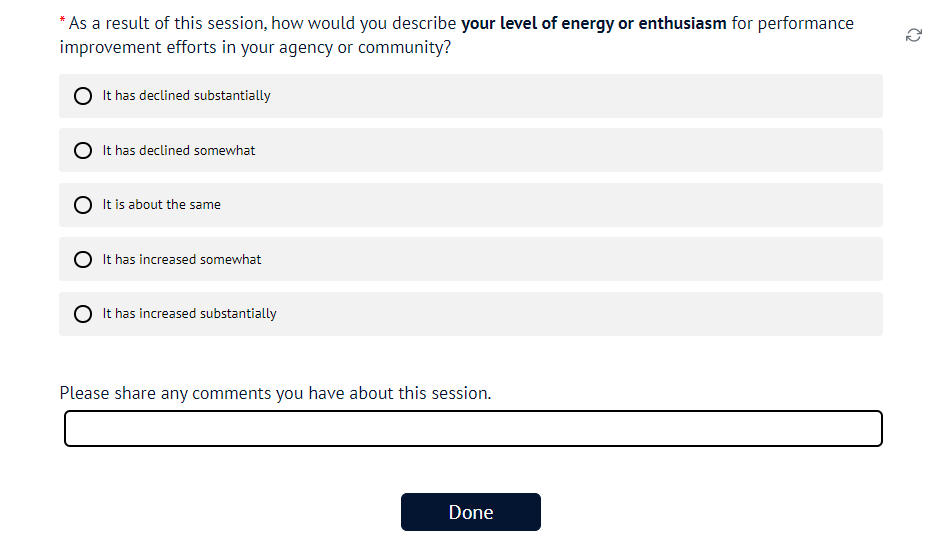 * As a result of this session, how would you describe your level of energy or enthusiasm for performance
improvement efforts in your agency or community?
It has declined substantially
It has declined somewhat
It is about the same
It has increased somewhat
It has increased substantially
Please share any comments you have about this session.
Done